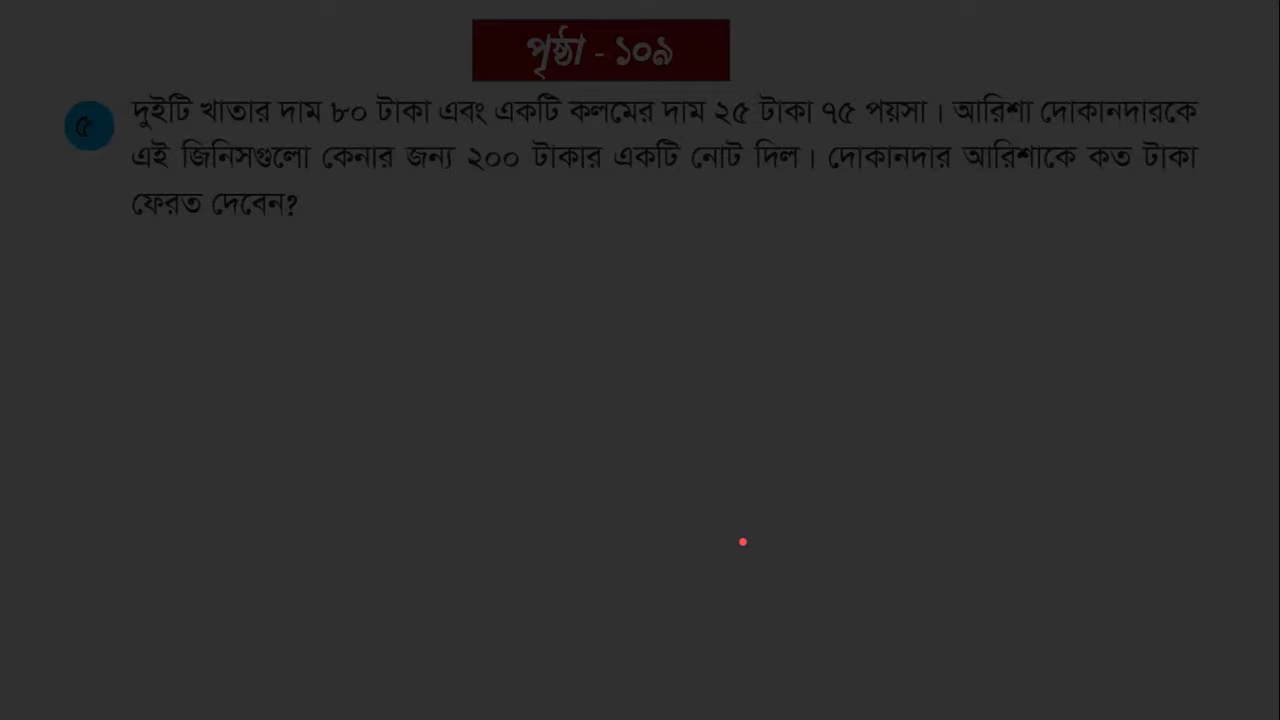 পৃষ্ঠা - ১০৯
৫ দুইটি খাতার দাম ৮০ টাকা এবং একটি কলমের দাম ২৫ টাকা ৭৫ পয়সা। আরিশা দোকানদারকে
এই জিনিসগুলো কেনার জন্য ২০০ টাকার একটি নোট দিল। দোকানদার আরিশাকে কত টাকা
ফেরত দেবেন?